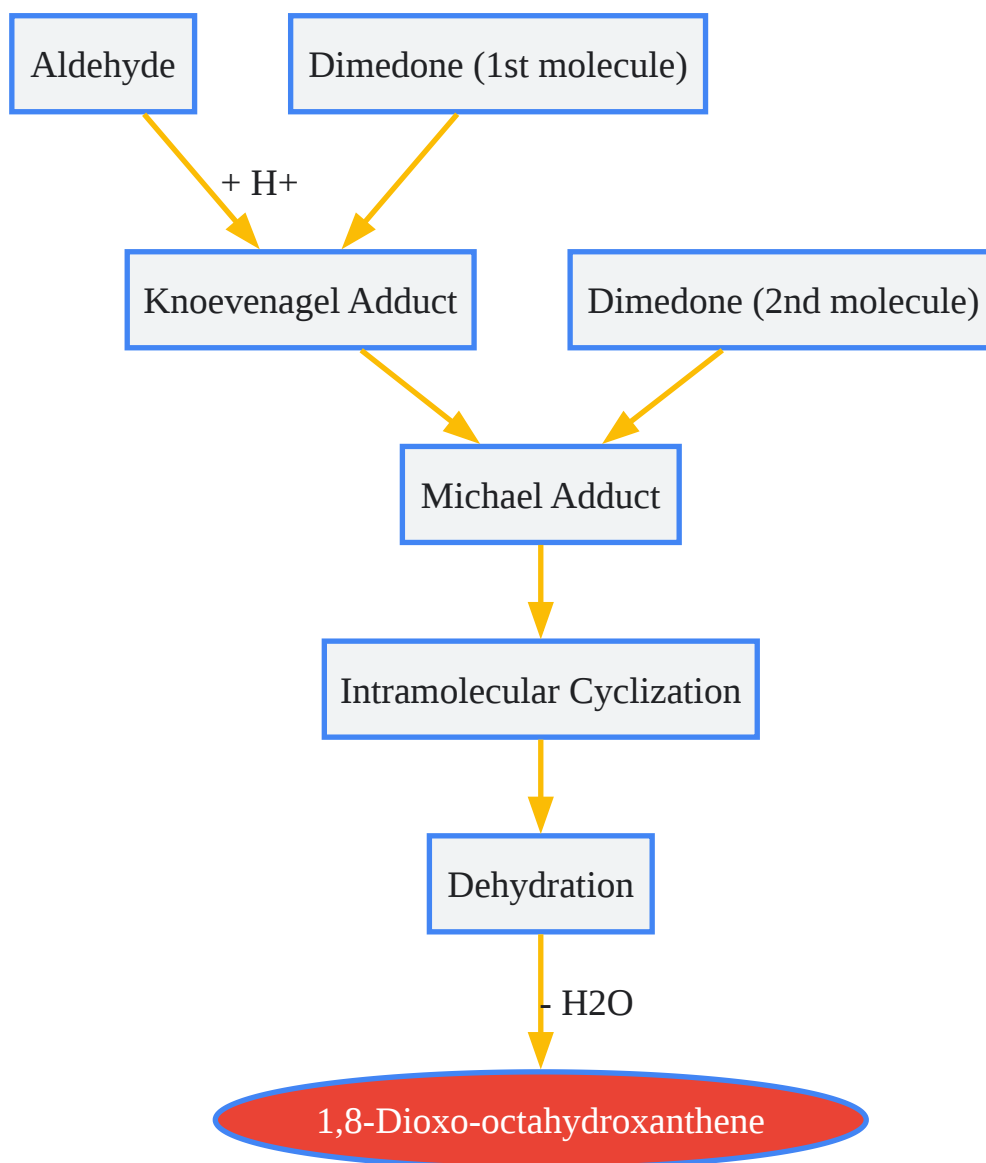 Aldehyde
Dimedone (1st molecule)
+ H+
Knoevenagel Adduct
Dimedone (2nd molecule)
Michael Adduct
Intramolecular Cyclization
Dehydration
- H2O
1,8-Dioxo-octahydroxanthene